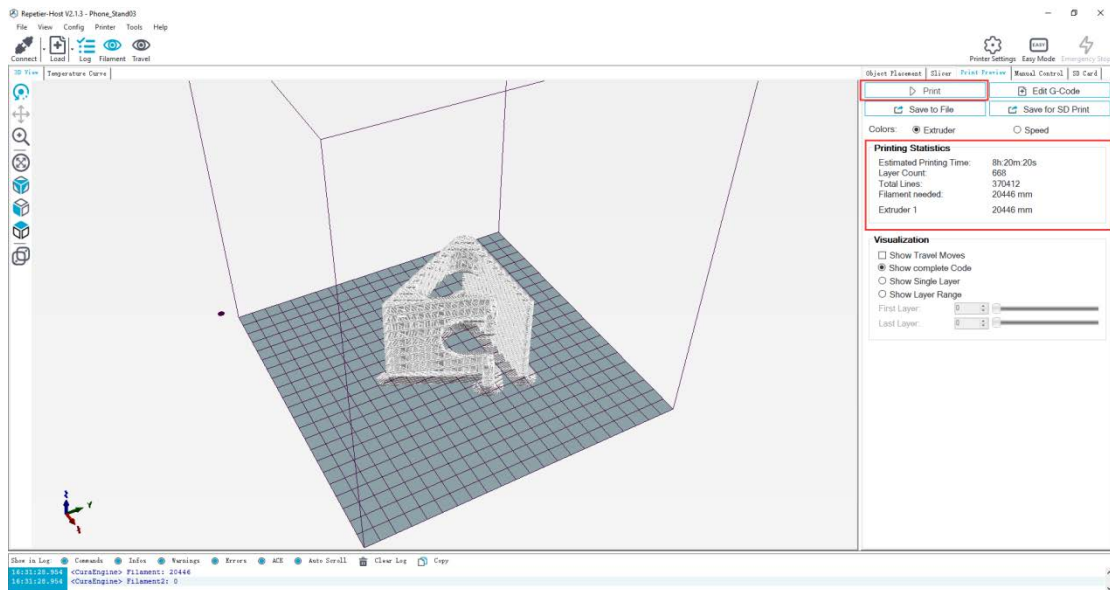 Repetier-Host V2.1.3 - Phone_Stand03
File View Config Printer Tools Help
Connect Load Log Filament Travel
Printer Settings Easy Mode Emergency Stop
EASY
3D View Temperature Curve
Object Placement Slicer Print Preview Manual Control SD Card
Print Edit G-Code
Save to File Save for SD Print
Colors: Extruder Speed
Printing Statistics
Estimated Printing Time: 8h:20m:20s
Layer Count: 668
Total Lines: 370412
Filament needed: 20446 mm
Extruder 1 20446 mm
Visualization
Show Travel Moves
Show complete Code
Show Single Layer
Show Layer Range
First Layer: 0
Last Layer: 0
Show in Log: Commands Infos Warnings Errors ACK Auto Scroll Clear Log Copy
16:31:28.954 <CuraEngine> Filament: 20446
16:31:28.954 <CuraEngine> Filament2: 0